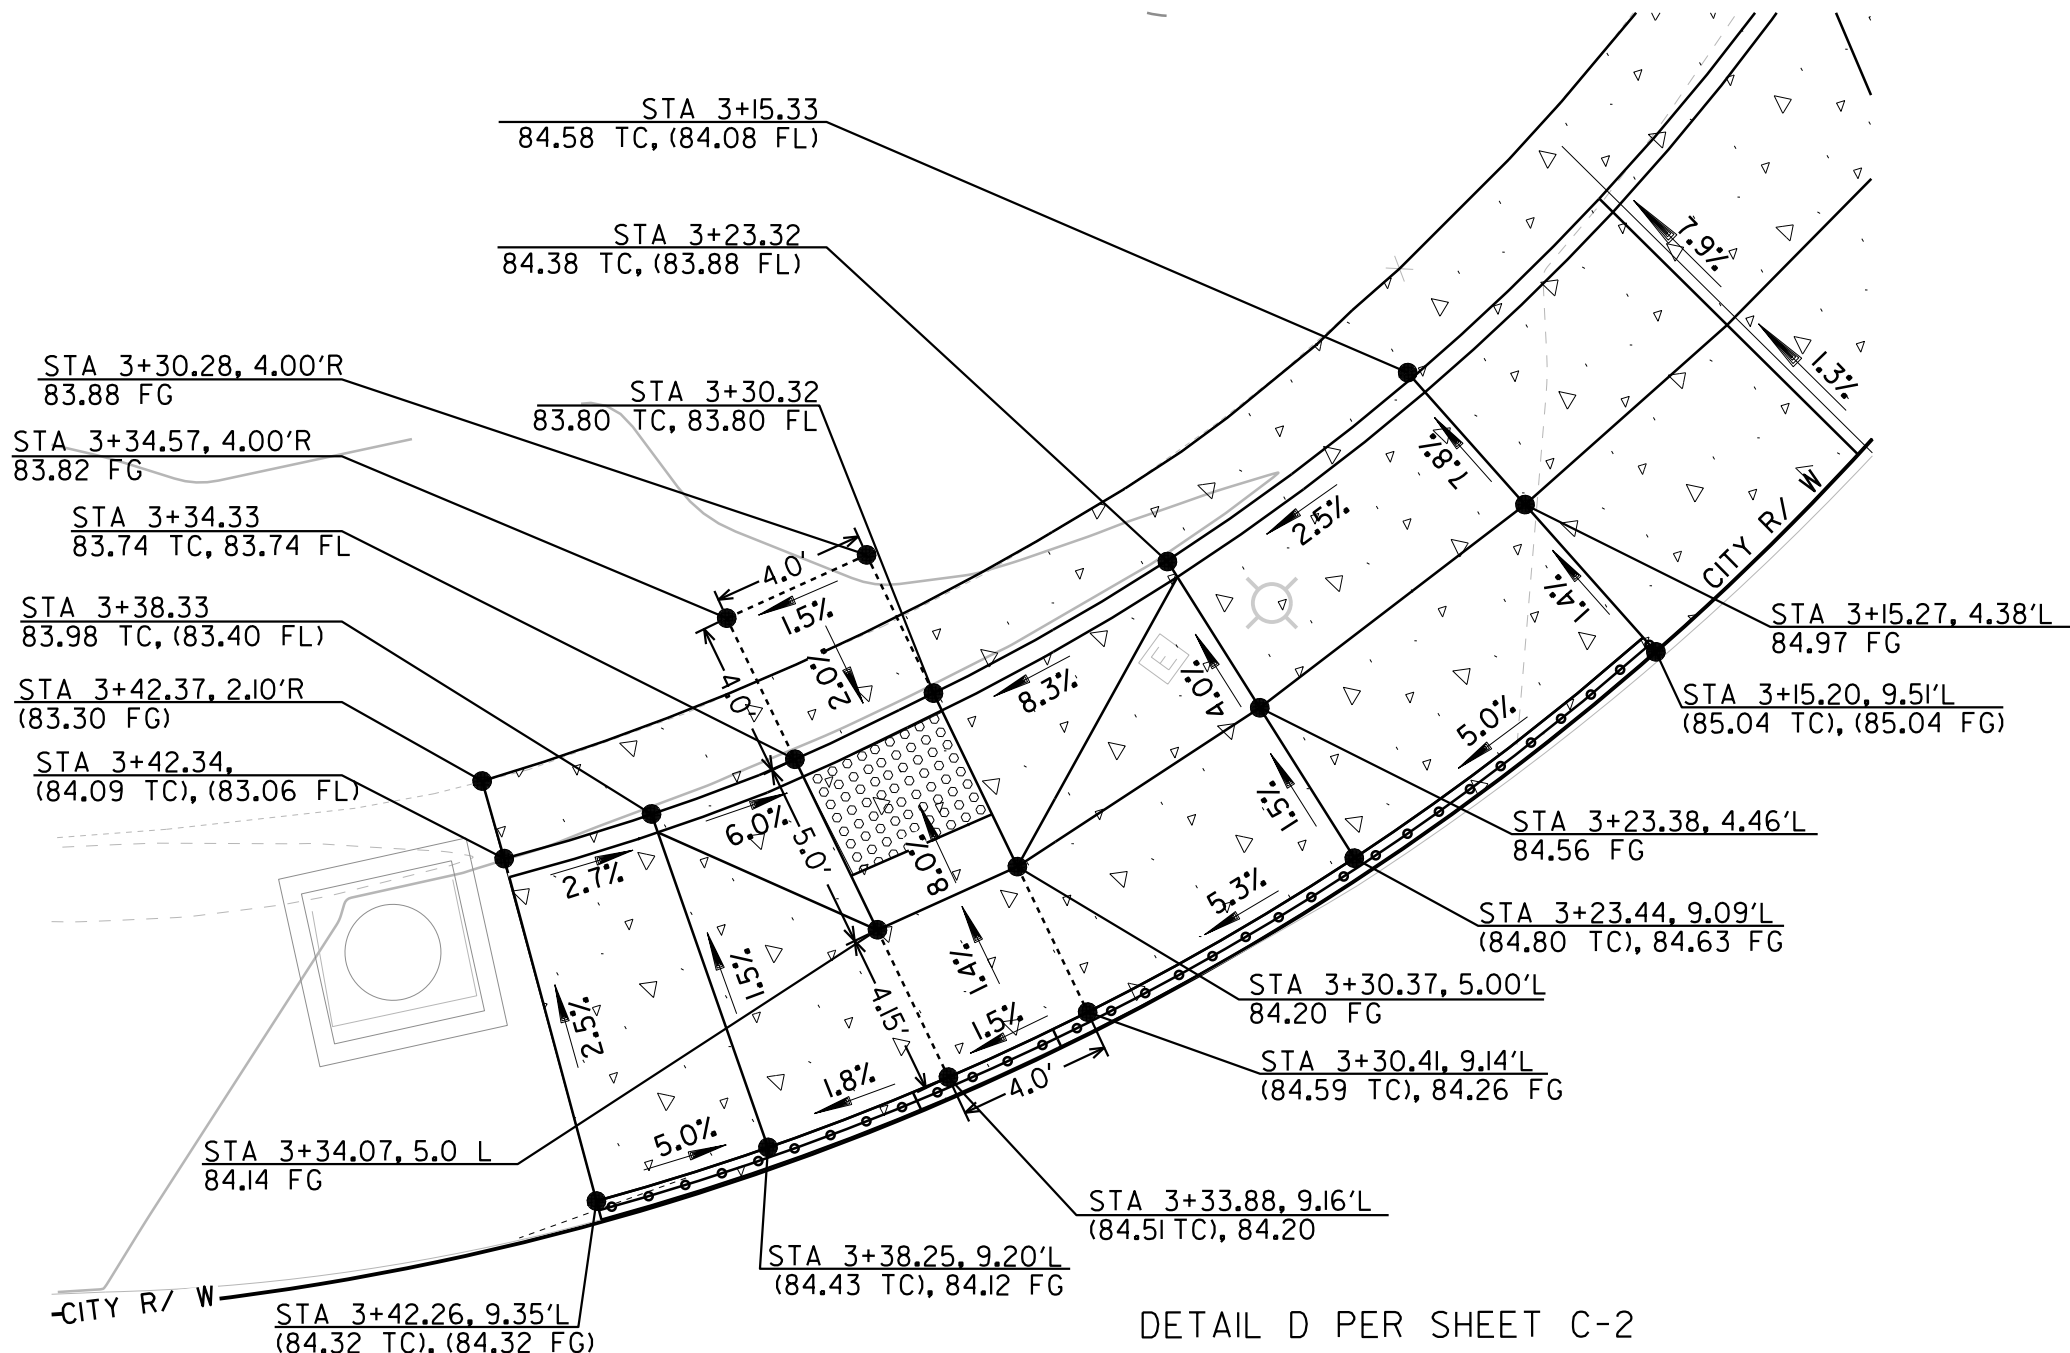 STA 3+15.33
84.58 TC, (84.08 FL)
STA 3+23.32
84.38 TC, (83.88 FL)
STA 3+30.28, 4.00'R
83.88 FG
STA 3+30.32
83.80 TC, 83.80 FL
STA 3+34.57, 4.00'R
83.82 FG
STA 3+34.33
83.74 TC, 83.74 FL
STA 3+38.33
83.98 TC, (83.40 FL)
STA 3+42.37, 2.10'R
(83.30 FG)
STA 3+42.34,
(84.09 TC), (83.06 FL)
7.9%
1.3%
7.8%
2.5%
1.4%
CITY R/ W
4.0'
1.5%
2.0%
4.0'
8.3%
4.0%
E
5.0%
1.5%
6.0%
5.0'
8.0%
2.7%
5.3%
1.5%
1.4%
4.15'
2.5%
1.5%
1.8%
4.0'
5.0%
STA 3+15.27, 4.38'L
84.97 FG
STA 3+15.20, 9.51'L
(85.04 TC), (85.04 FG)
STA 3+23.38, 4.46'L
84.56 FG
STA 3+23.44, 9.09'L
(84.80 TC), 84.63 FG
STA 3+30.37, 5.00'L
84.20 FG
STA 3+30.41, 9.14'L
(84.59 TC), 84.26 FG
STA 3+34.07, 5.0 L
84.14 FG
STA 3+33.88, 9.16'L
(84.51 TC), 84.20
STA 3+38.25, 9.20'L
(84.43 TC), 84.12 FG
CITY R/ W
STA 3+42.26, 9.35'L
(84.32 TC), (84.32 FG)
DETAIL D PER SHEET C-2